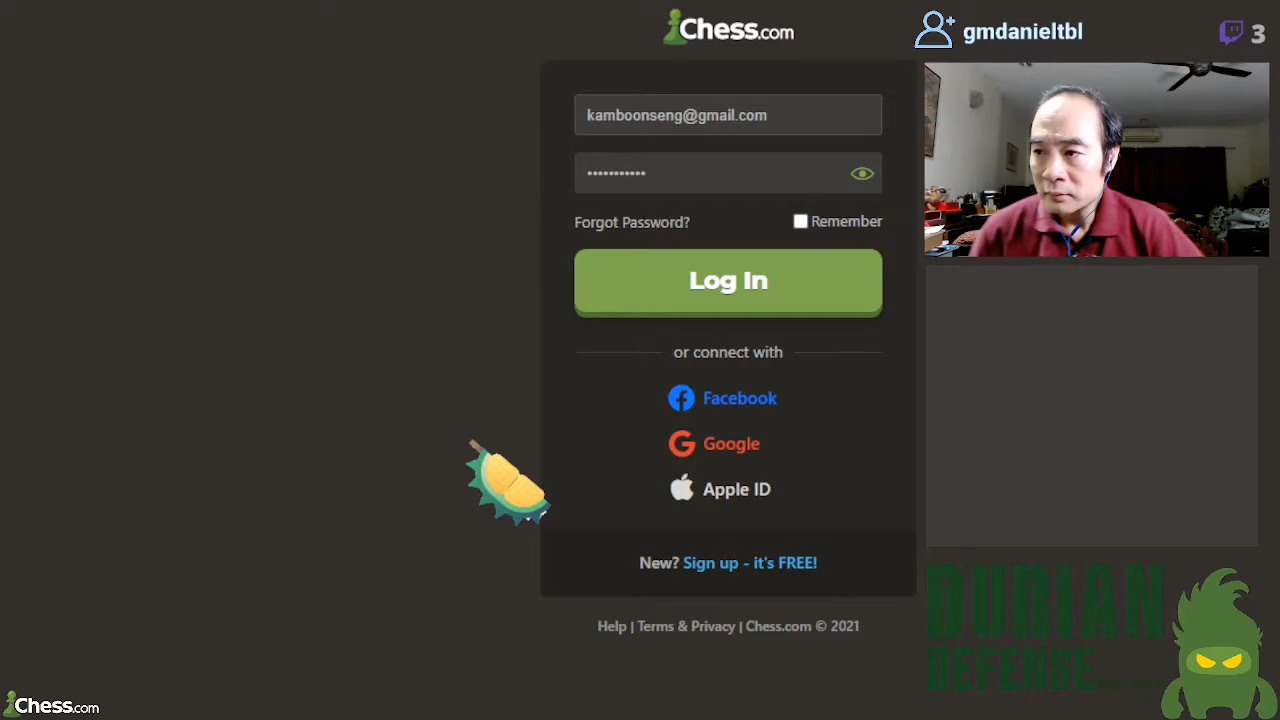 Chess.com
gmdanieltbl
3
kamboonseng@gmail.com
•••••••••••
Forgot Password?
Remember
Log In
or connect with
Facebook
Google
Apple ID
New? Sign up - it's FREE!
Help | Terms & Privacy | Chess.com © 2021
DURIAN
DEFENSE
Chess.com